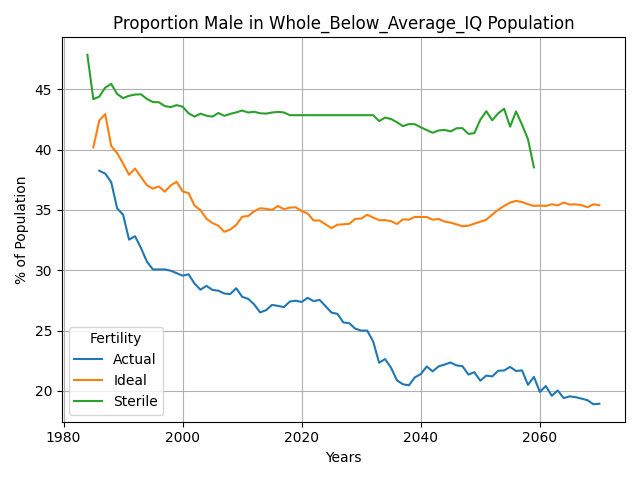 Proportion Male in Whole_Below_Average_IQ Population
% of Population
45
40
35
30
25
20
Fertility
Actual
Ideal
Sterile
1980
2000
2020
2040
2060
Years